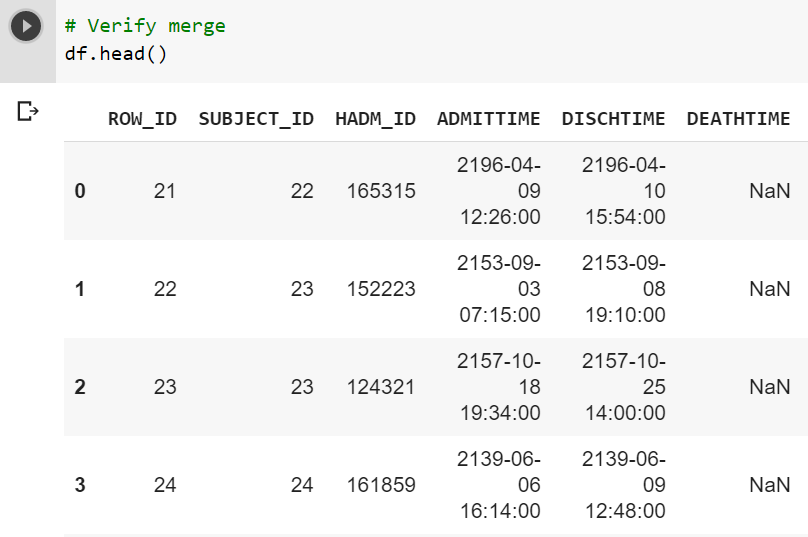 # Verify merge
df.head()
ROW_ID SUBJECT_ID HADM_ID ADMITTIME DISCHTIME DEATHTIME
2196-04- 2196-04-
0 21 22 165315 09 10 NaN
12:26:00 15:54:00
2153-09- 2153-09-
1 22 23 152223 03 08 NaN
07:15:00 19:10:00
2157-10- 2157-10-
2 23 23 124321 18 25 NaN
19:34:00 14:00:00
2139-06- 2139-06-
3 24 24 161859 06 09 NaN
16:14:00 12:48:00